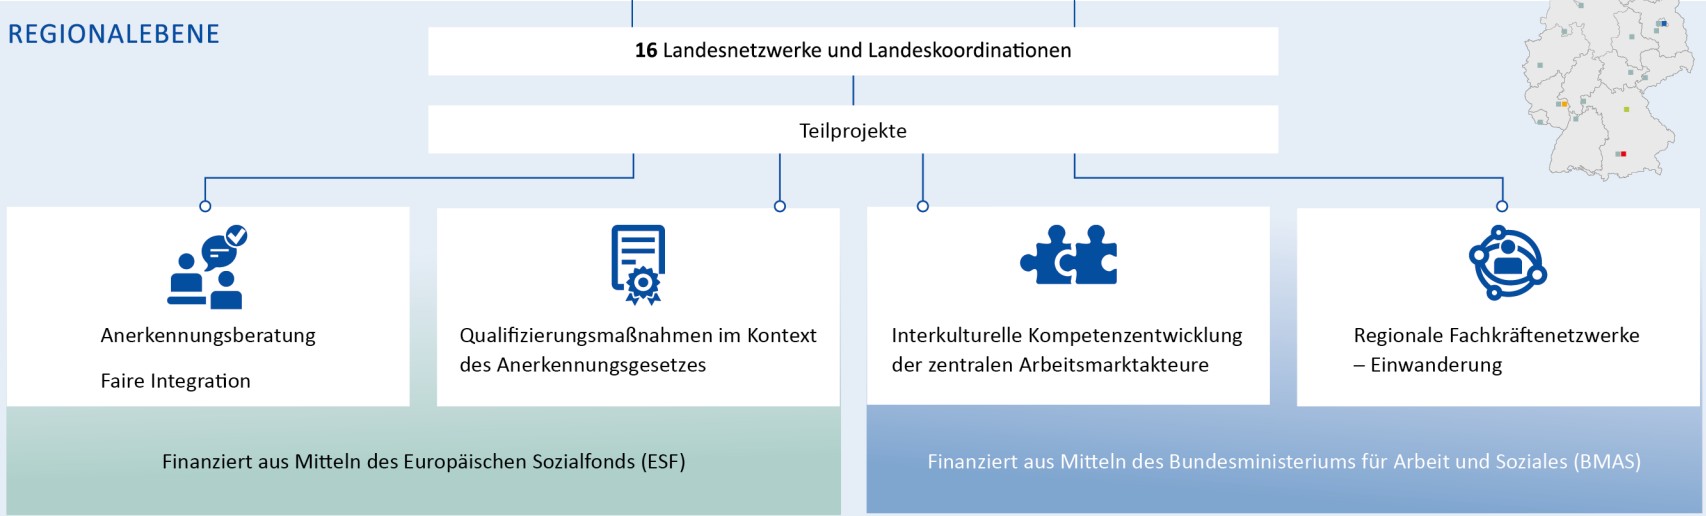 REGIONALEBENE
16 Landesnetzwerke und Landeskoordinationen
Teilprojekte
Anerkennungsberatung
Faire Integration
Qualifizierungsmaßnahmen im Kontext
des Anerkennungsgesetzes
Interkulturelle Kompetenzentwicklung
der zentralen Arbeitsmarktakteure
Regionale Fachkräftenetzwerke
– Einwanderung
Finanziert aus Mitteln des Europäischen Sozialfonds (ESF)
Finanziert aus Mitteln des Bundesministeriums für Arbeit und Soziales (BMAS)